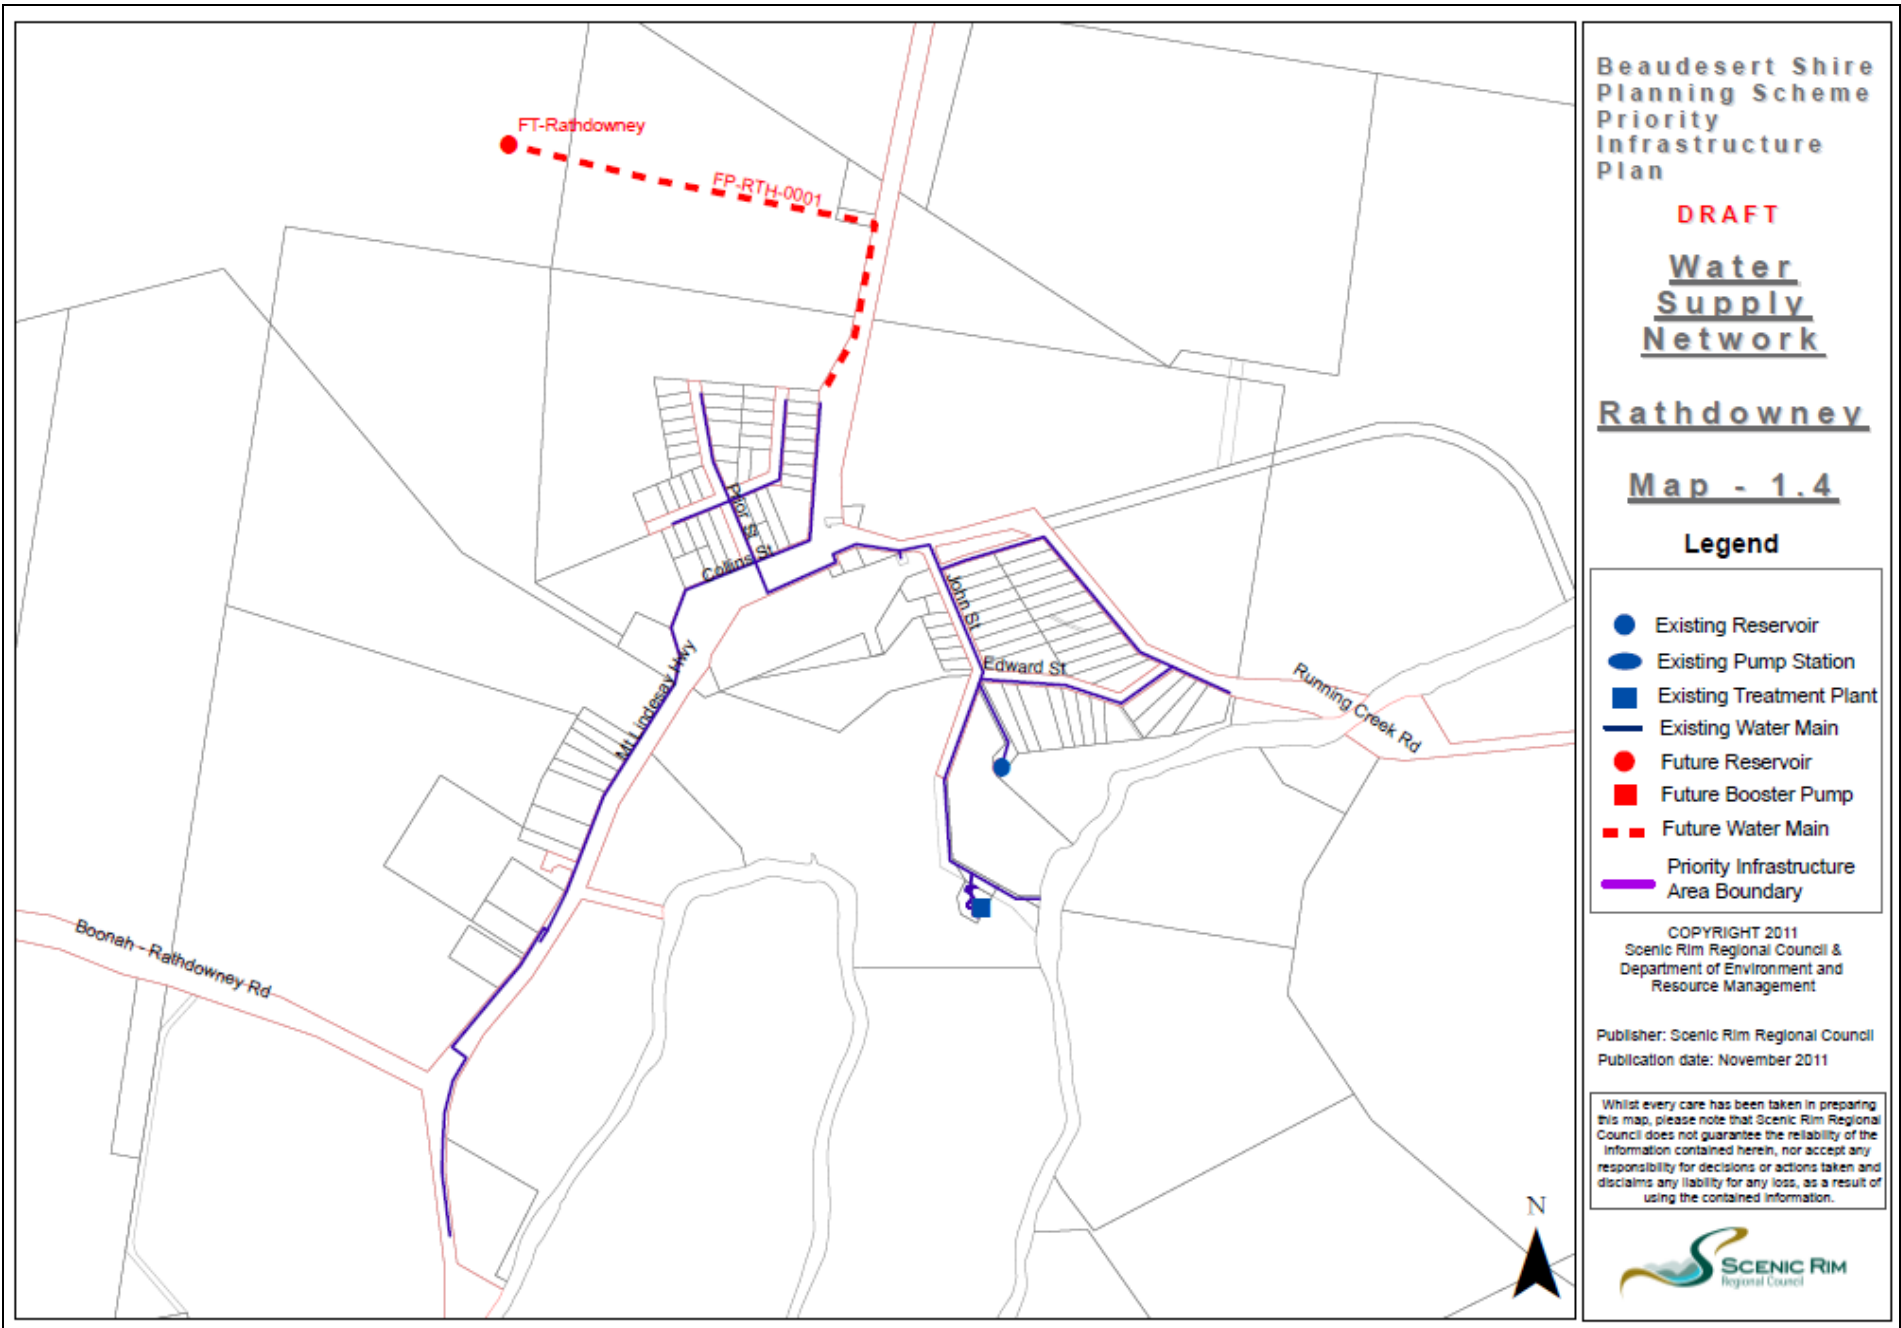 FT-Rathdowney
FP-RTH-0001
Prior St
Collins St
John St
Edward St
Mt Lindesay Hwy
Running Creek Rd
Boonah - Rathdowney Rd
N
Beaudesert Shire
Planning Scheme
Priority
Infrastructure
Plan
DRAFT
Water
Supply
Network
Rathdowney
Map - 1.4
Legend
Existing Reservoir
Existing Pump Station
Existing Treatment Plant
Existing Water Main
Future Reservoir
Future Booster Pump
Future Water Main
Priority Infrastructure
Area Boundary
COPYRIGHT 2011
Scenic Rim Regional Council &
Department of Environment and
Resource Management
Publisher: Scenic Rim Regional Council
Publication date: November 2011
Whilst every care has been taken in preparing
this map, please note that Scenic Rim Regional
Council does not guarantee the reliability of the
information contained herein, nor accept any
responsibility for decisions or actions taken and
disclaims any liability for any loss, as a result of
using the contained information.
SCENIC RIM
Regional Council